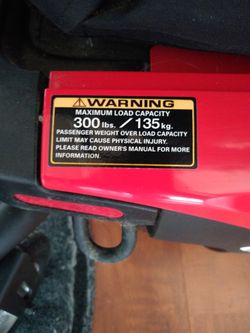 ⚠WARNING
MAXIMUM LOAD CAPACITY
300 lbs. / 135 kg.
PASSENGER WEIGHT OVER LOAD CAPACITY
LIMIT MAY CAUSE PHYSICAL INJURY.
PLEASE READ OWNER'S MANUAL FOR MORE
INFORMATION.